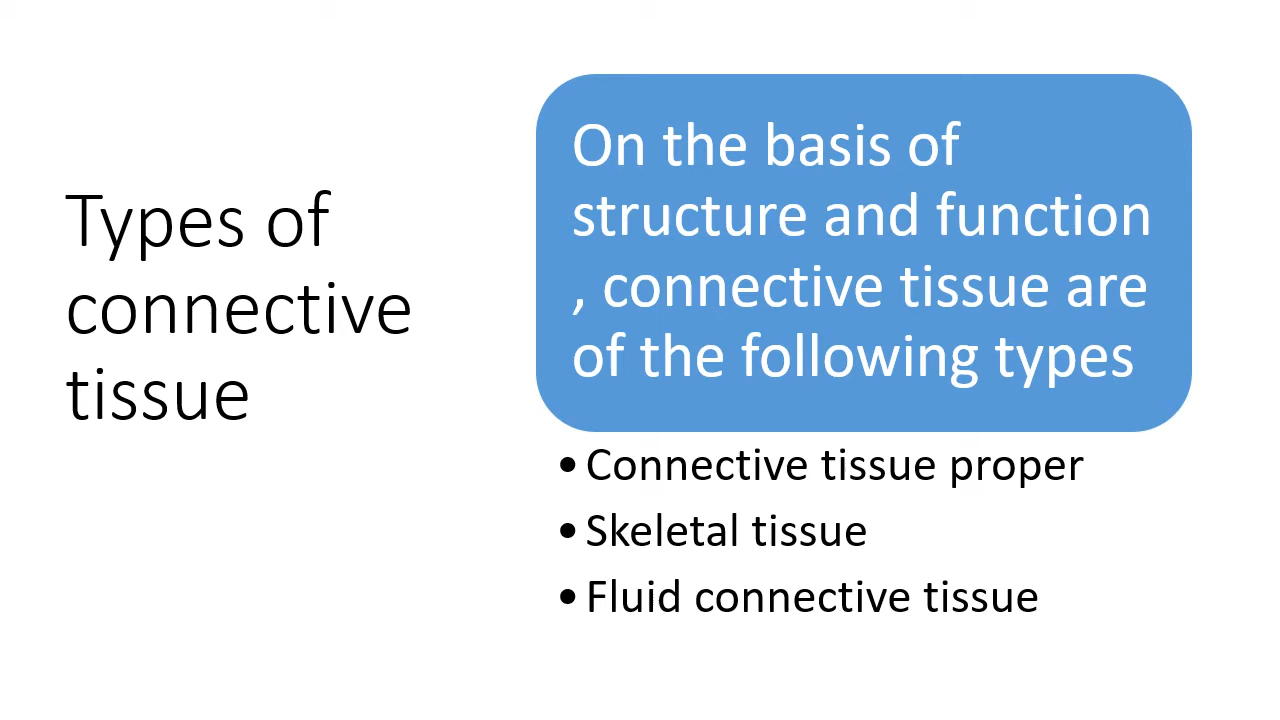 Types of
connective
tissue
On the basis of
structure and function
, connective tissue are
of the following types
• Connective tissue proper
• Skeletal tissue
• Fluid connective tissue